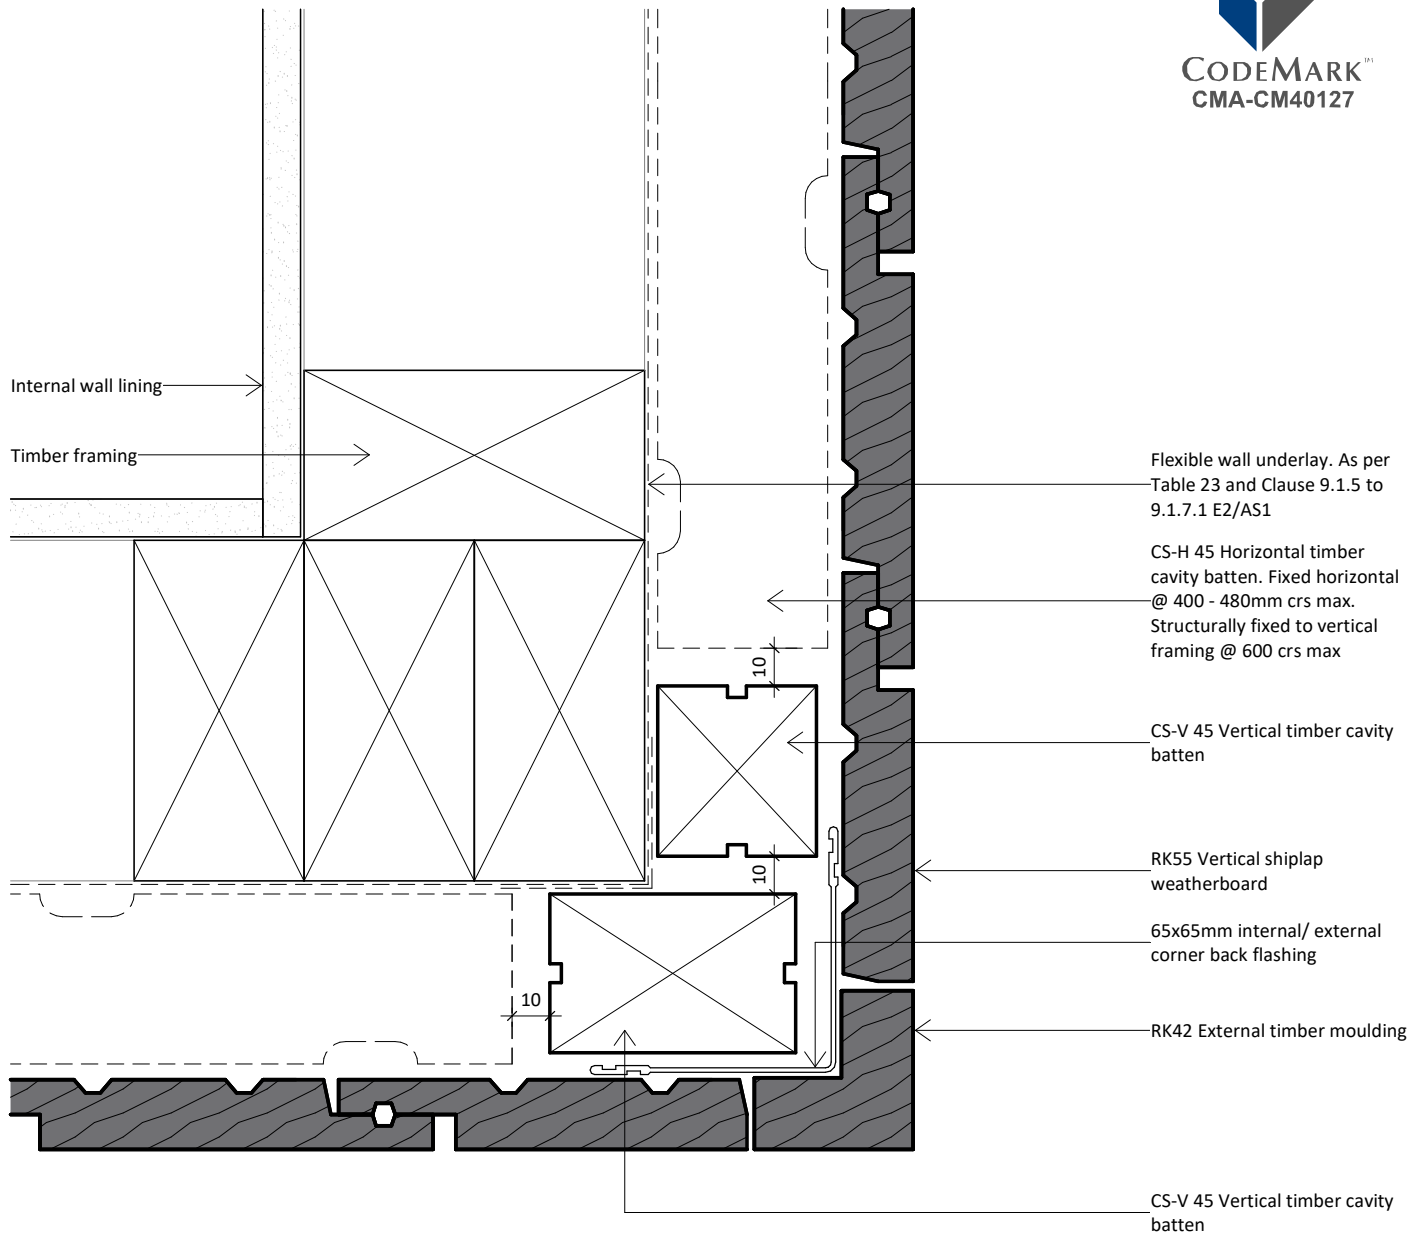 CODEMARK™
CMA-CM40127
Internal wall lining
Timber framing
Flexible wall underlay. As per
Table 23 and Clause 9.1.5 to
9.1.7.1 E2/AS1
CS-H 45 Horizontal timber
cavity batten. Fixed horizontal
@ 400 - 480mm crs max.
Structurally fixed to vertical
framing @ 600 crs max
10
CS-V 45 Vertical timber cavity
batten
RK55 Vertical shiplap
weatherboard
10
65x65mm internal/ external
corner back flashing
10
RK42 External timber moulding
CS-V 45 Vertical timber cavity
batten